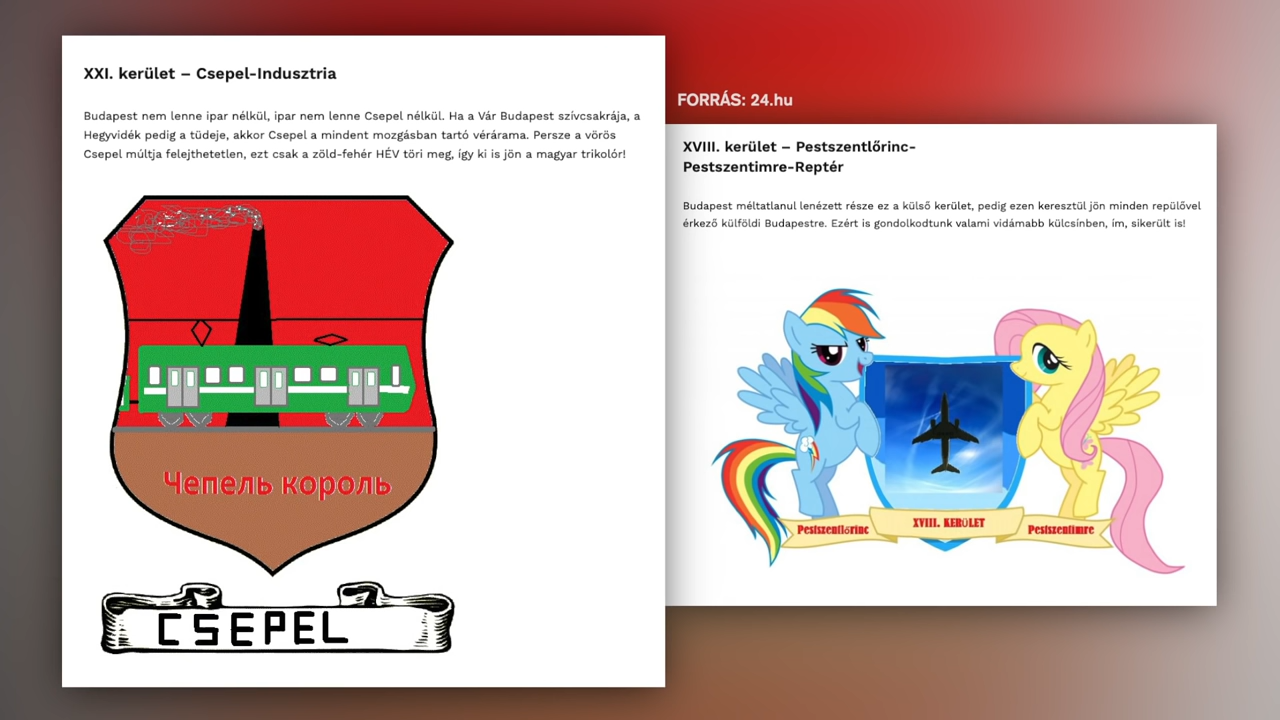 XXI. kerület – Csepel-Indusztria
Budapest nem lenne ipar nélkül, ipar nem lenne Csepel nélkül. Ha a Vár Budapest szívcsakrája, a
Hegyvidék pedig a tüdeje, akkor Csepel a mindent mozgásban tartó vérárama. Persze a vörös
Csepel múltja felejthetetlen, ezt csak a zöld-fehér HÉV töri meg, így ki is jön a magyar trikolór!
Чепель король
CSEPEL
FORRÁS: 24.hu
XVIII. kerület – Pestszentlőrinc-
Pestszentimre-Reptér
Budapest méltatlanul lenézett része ez a külső kerület, pedig ezen keresztül jön minden repülővel
érkező külföldi Budapestre. Ezért is gondolkodtunk valami vidámabb külcsínben, ím, sikerült is!
Pestszentlőrinc
XVIII. KERÜLET
Pestszentimre